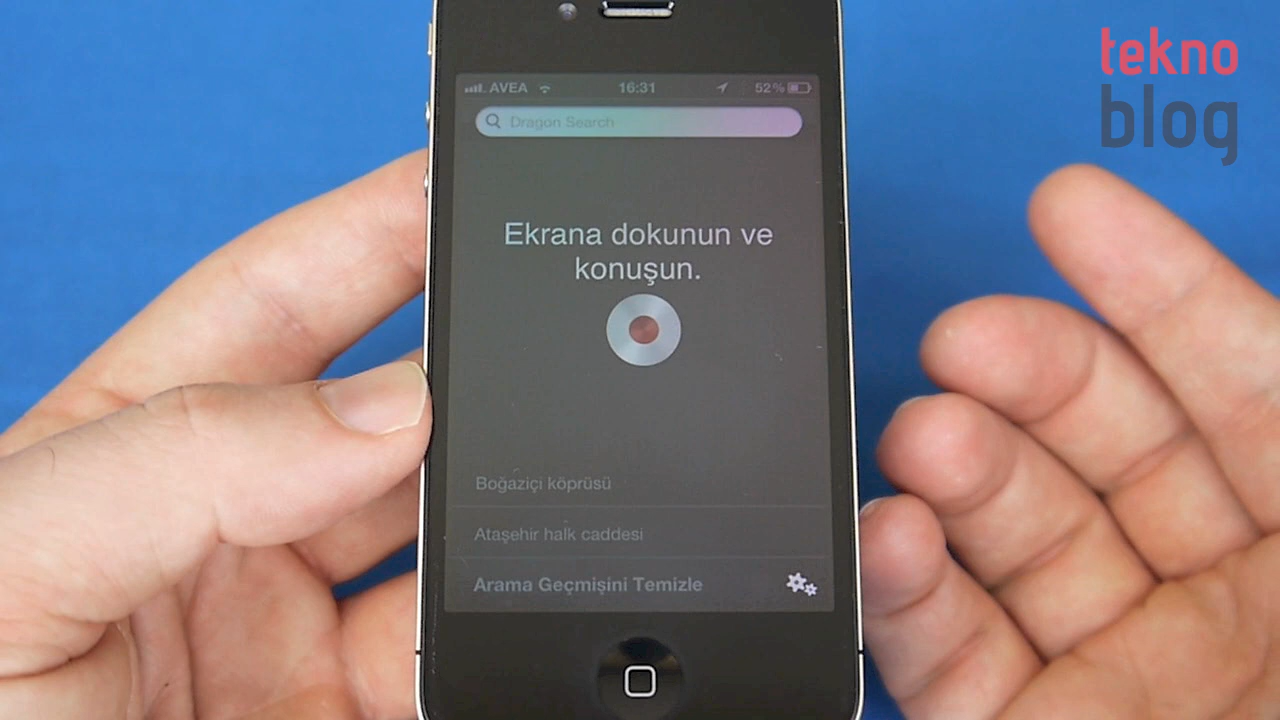 tekno
blog
AVEA 16:31 52%
Dragon Search
Ekrana dokunun ve
konuşun.
Boğaziçi köprüsü
Ataşehir halk caddesi
Arama Geçmişini Temizle